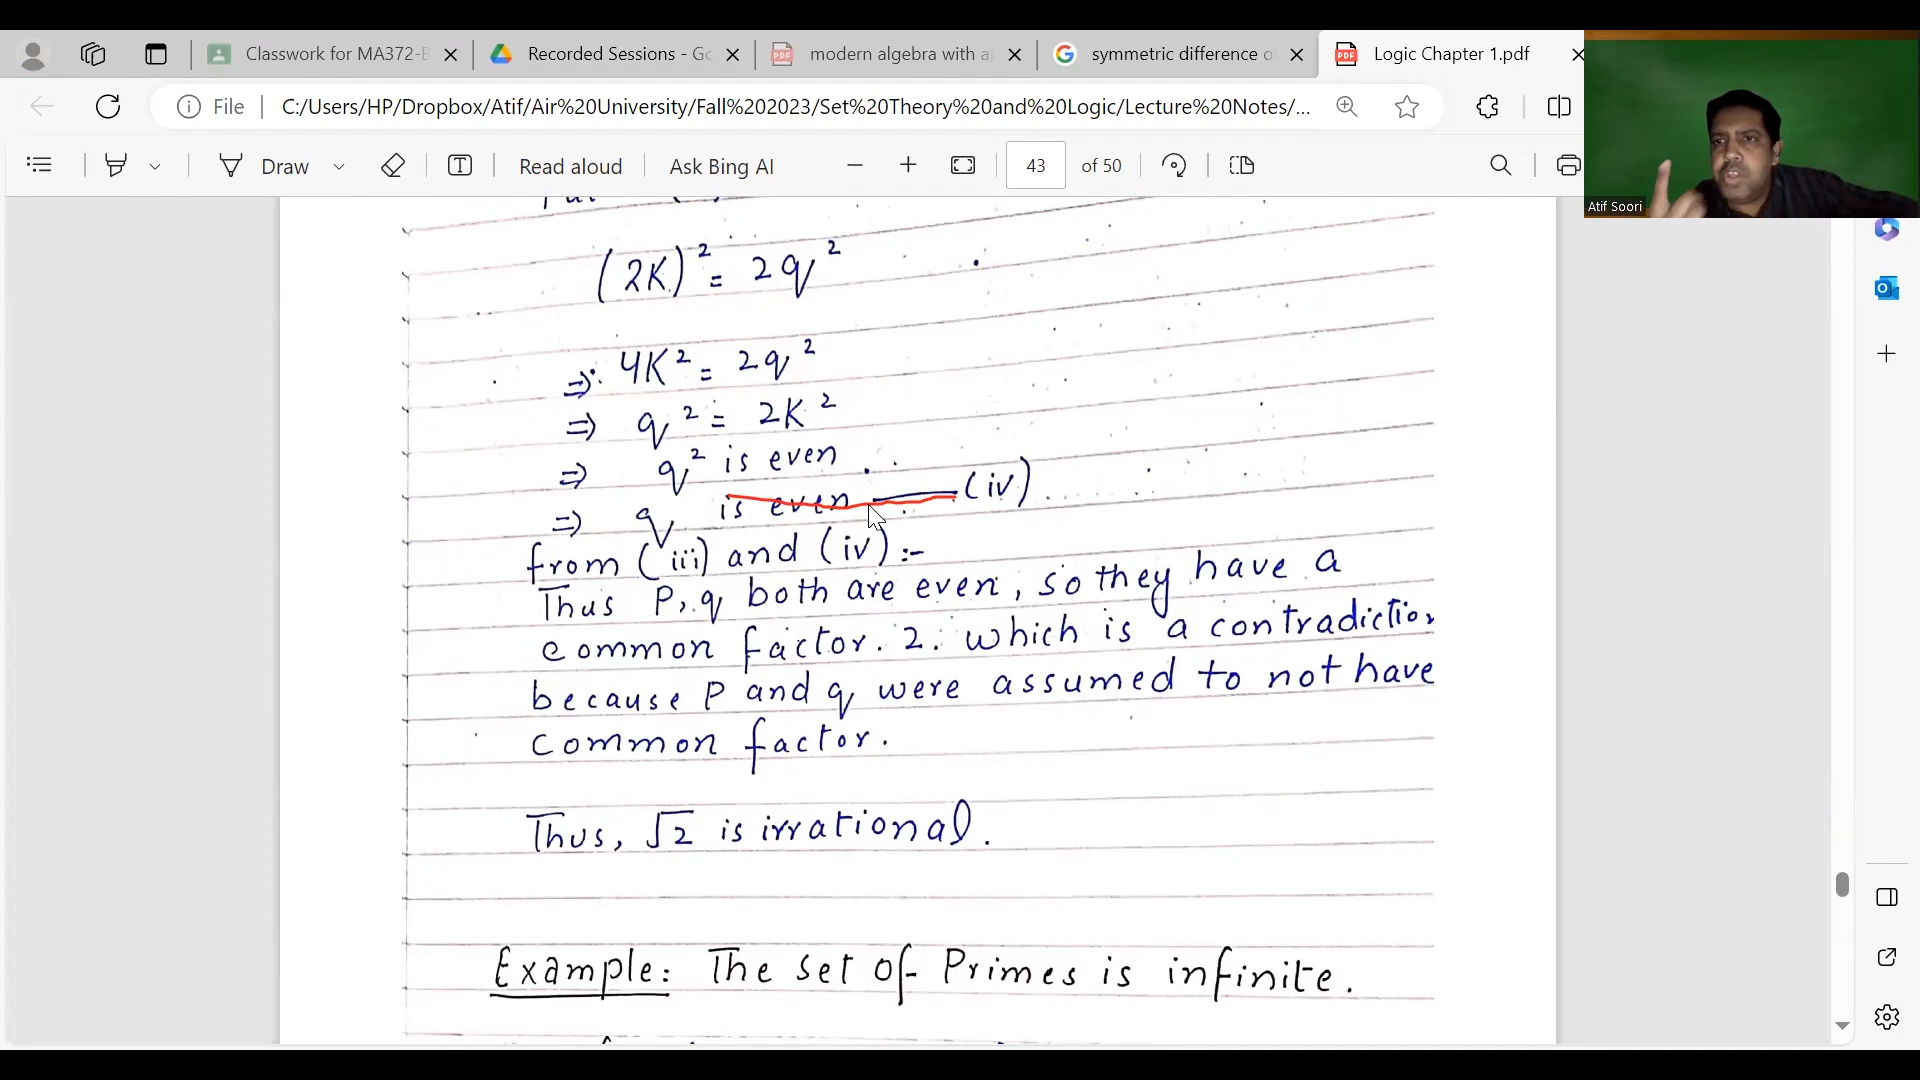 Classwork for MA372-B
Recorded Sessions - Go
modern algebra with a
symmetric difference o
Logic Chapter 1.pdf
File
C:/Users/HP/Dropbox/Atif/Air%20University/Fall%202023/Set%20Theory%20and%20Logic/Lecture%20Notes/...
Draw
Read aloud
Ask Bing AI
43
of 50
Atif Soori
(2K)² = 2q²
⇒ 4K² = 2q²
⇒ q² = 2K²
⇒ q² is even.
⇒ q is even ——(iv)
from (iii) and (iv) :-
Thus P, q both are even, so they have a
common factor. 2. which is a contradiction
because P and q were assumed to not have
common factor.
Thus, √2 is irrational.
Example: The set of Primes is infinite.